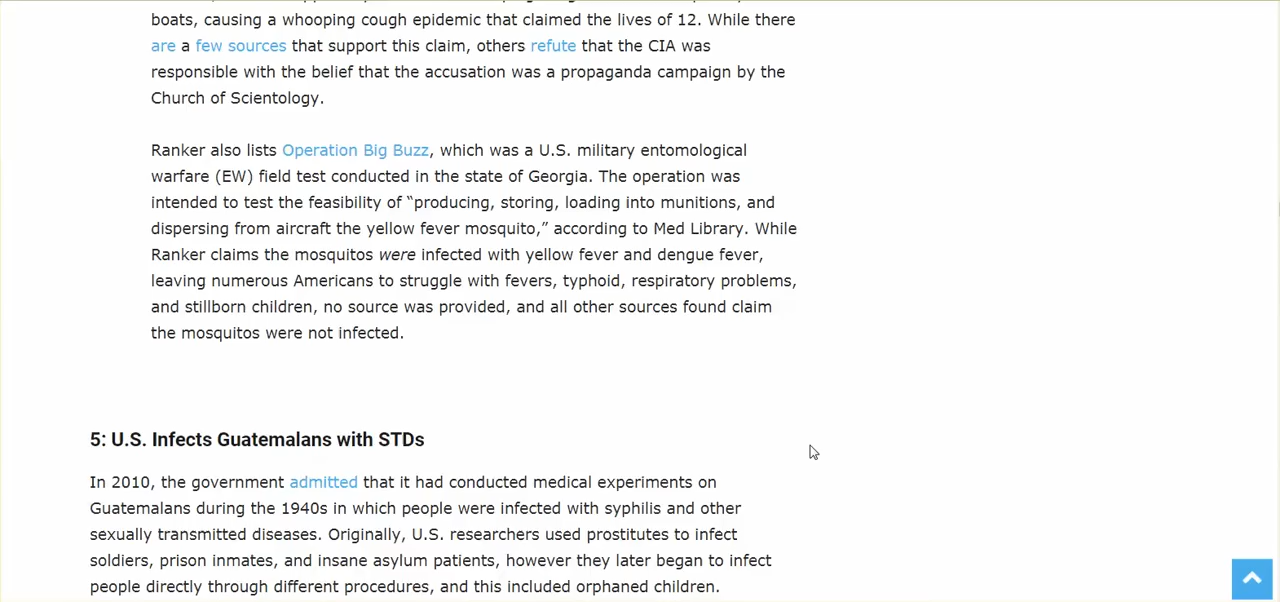 boats, causing a whooping cough epidemic that claimed the lives of 12. While there
are a few sources that support this claim, others refute that the CIA was
responsible with the belief that the accusation was a propaganda campaign by the
Church of Scientology.
Ranker also lists Operation Big Buzz, which was a U.S. military entomological
warfare (EW) field test conducted in the state of Georgia. The operation was
intended to test the feasibility of “producing, storing, loading into munitions, and
dispersing from aircraft the yellow fever mosquito,” according to Med Library. While
Ranker claims the mosquitos were infected with yellow fever and dengue fever,
leaving numerous Americans to struggle with fevers, typhoid, respiratory problems,
and stillborn children, no source was provided, and all other sources found claim
the mosquitos were not infected.
5: U.S. Infects Guatemalans with STDs
In 2010, the government admitted that it had conducted medical experiments on
Guatemalans during the 1940s in which people were infected with syphilis and other
sexually transmitted diseases. Originally, U.S. researchers used prostitutes to infect
soldiers, prison inmates, and insane asylum patients, however they later began to infect
people directly through different procedures, and this included orphaned children.